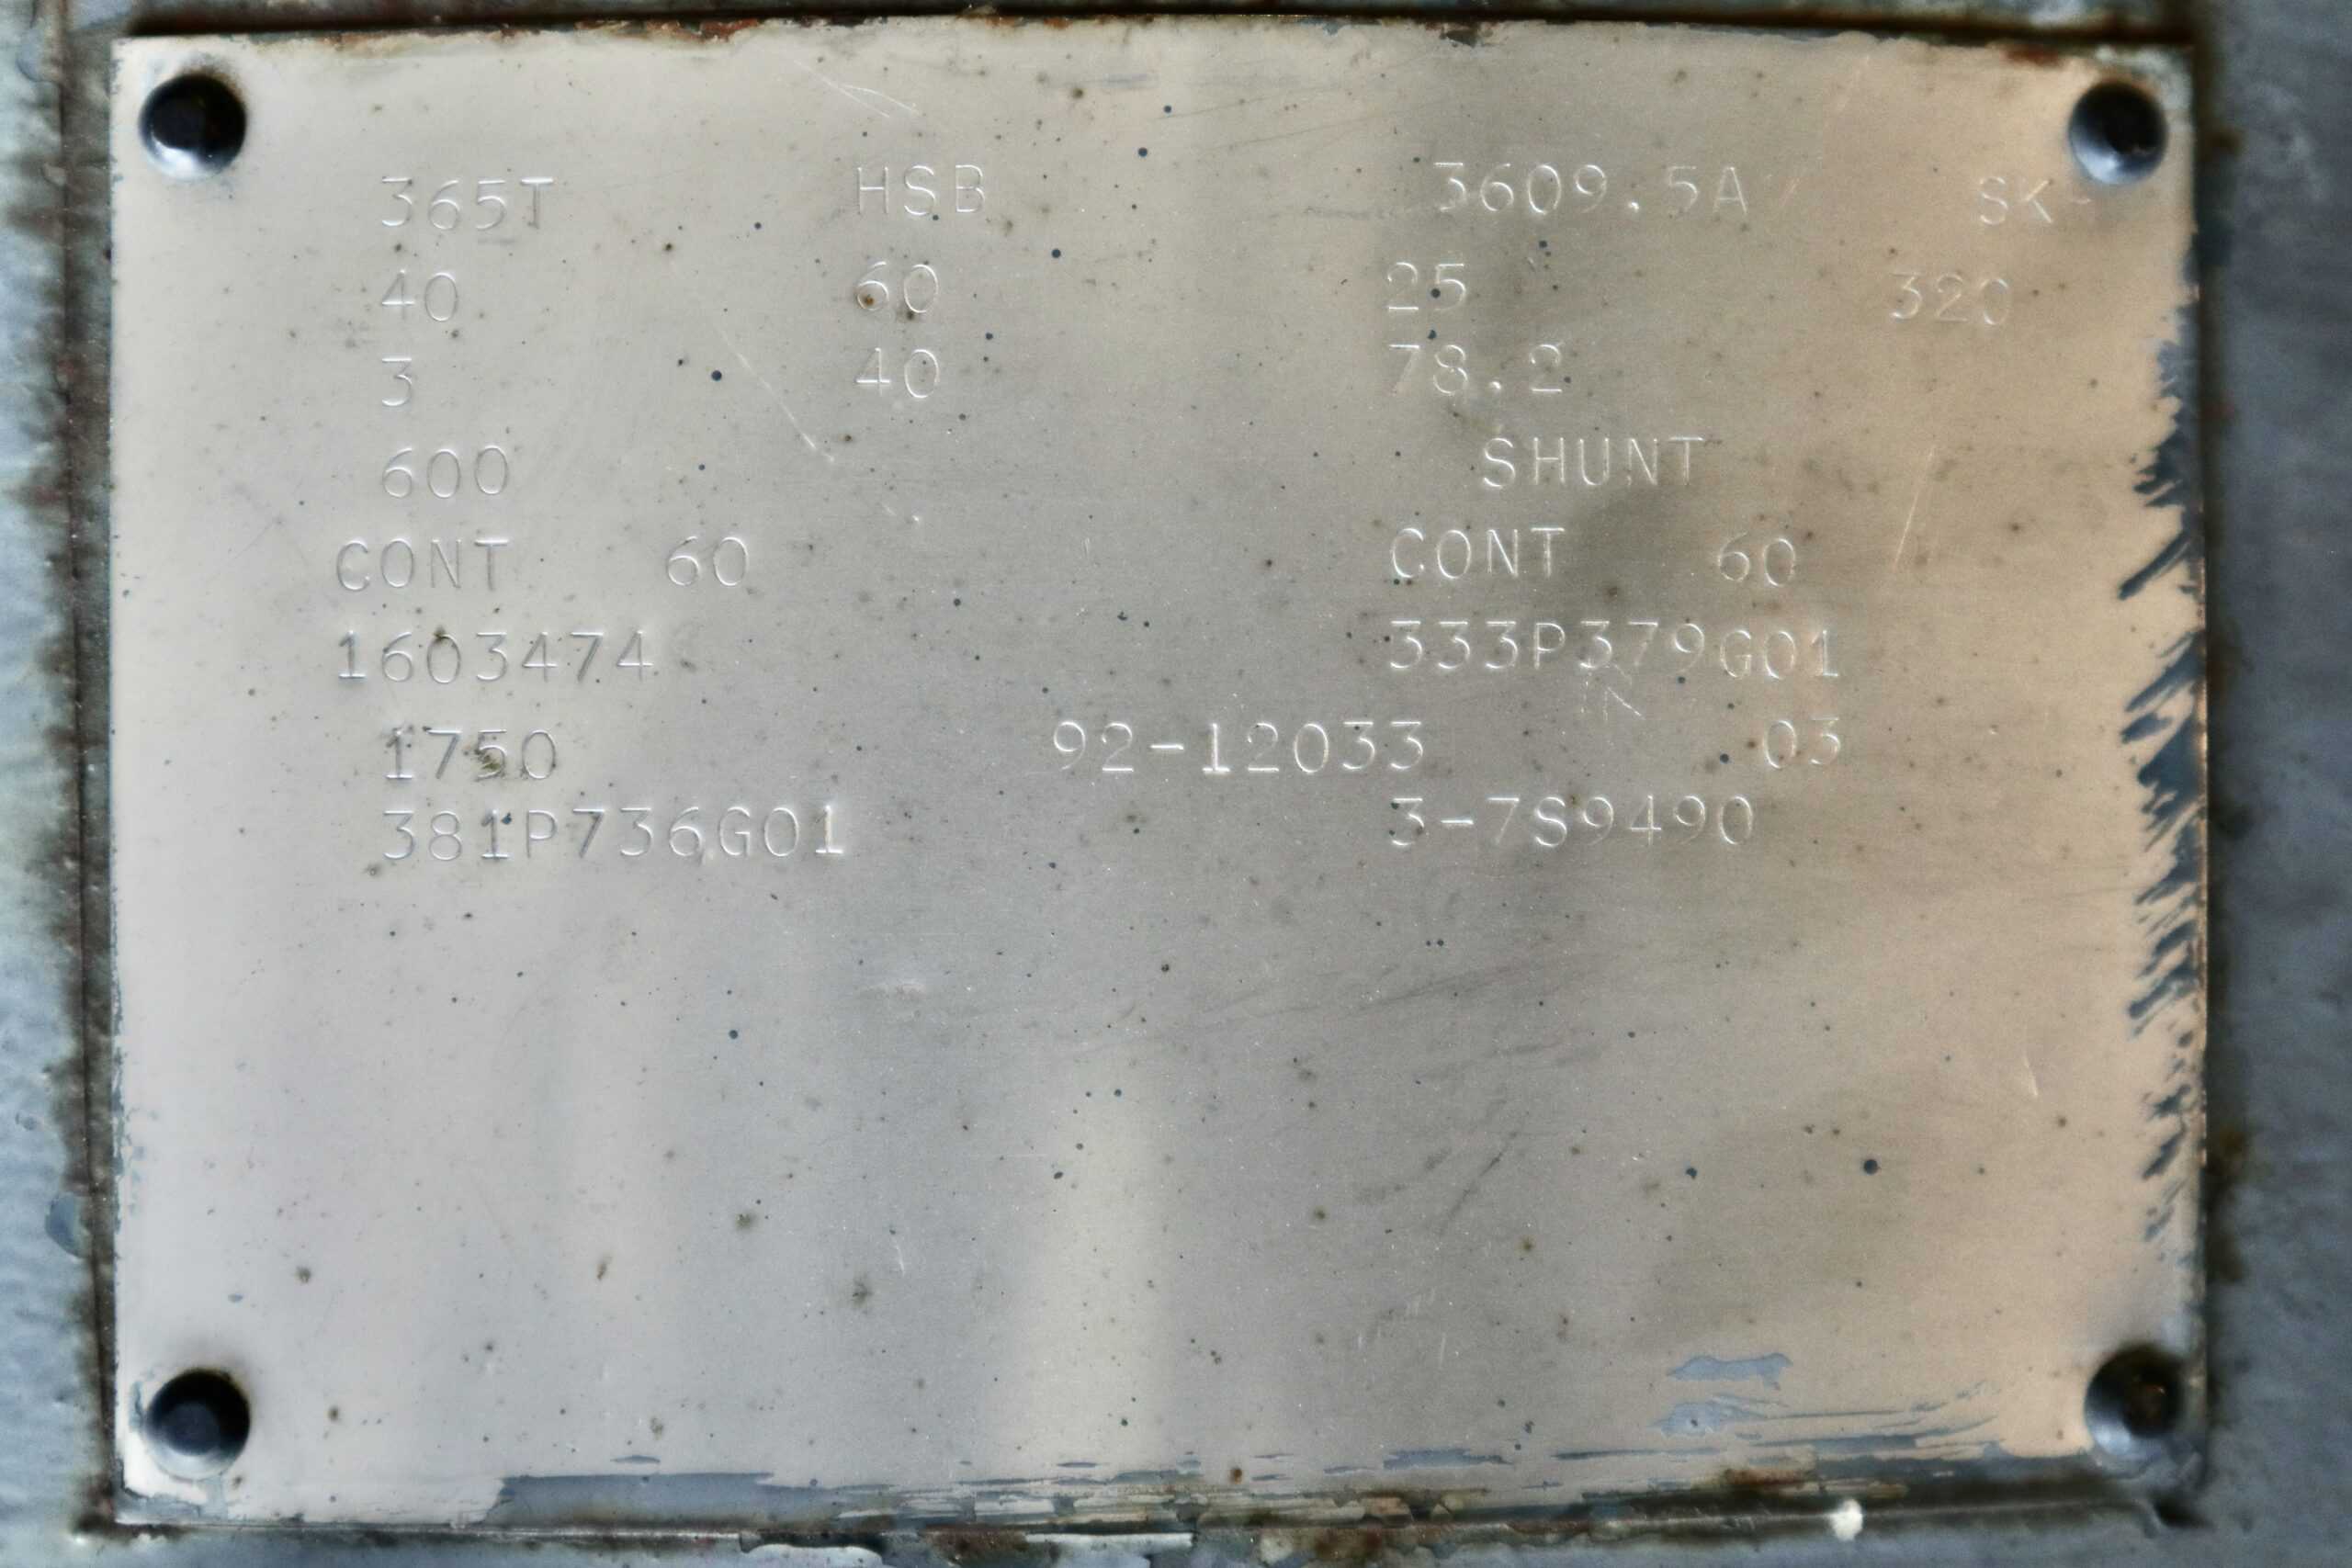 365T HSB 3609.5A SK
40 60 25 320
3 40 78.2
600 SHUNT
CONT 60 CONT 60
1603474 333P379G01
1750 92-12033 03
381P736G01 3-7S9490